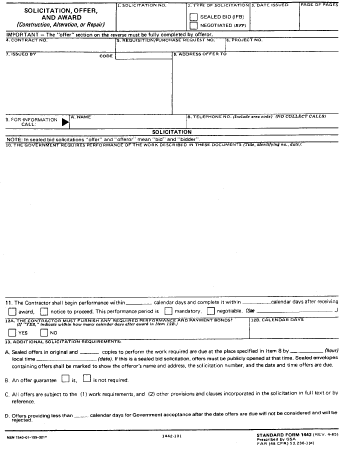 SOLICITATION, OFFER,
AND AWARD
(Construction, Alteration, or Repair)
1. SOLICITATION NO.
2. TYPE OF SOLICITATION
SEALED BID (IFB)
NEGOTIATED (RFP)
3. DATE ISSUED
PAGE OF PAGES
IMPORTANT — The "offer" section on the reverse must be fully completed by offeror.
4. CONTRACT NO.
5. REQUISITION/PURCHASE REQUEST NO.
6. PROJECT NO.
7. ISSUED BY
CODE
8. ADDRESS OFFER TO
9. FOR INFORMATION
CALL:
A. NAME
B. TELEPHONE NO. (Include area code) (NO COLLECT CALLS)
SOLICITATION
NOTE: In sealed bid solicitations "offer" and "offeror" mean "bid" and "bidder".
10. THE GOVERNMENT REQUIRES PERFORMANCE OF THE WORK DESCRIBED IN THESE DOCUMENTS (Title, identifying no., date):
11. The Contractor shall begin performance within calendar days and complete it within calendar days after receiving
award, notice to proceed. This performance period is mandatory, negotiable. (See .)
12A. THE CONTRACTOR MUST FURNISH ANY REQUIRED PERFORMANCE AND PAYMENT BONDS?
(If "YES," indicate within how many calendar days after award in Item 12B.)
YES NO
12B. CALENDAR DAYS
13. ADDITIONAL SOLICITATION REQUIREMENTS:
A. Sealed offers in original and copies to perform the work required are due at the place specified in Item 8 by (hour)
local time (date). If this is a sealed bid solicitation, offers must be publicly opened at that time. Sealed envelopes
containing offers shall be marked to show the offeror's name and address, the solicitation number, and the date and time offers are due.
B. An offer guarantee is, is not required.
C. All offers are subject to the (1) work requirements, and (2) other provisions and clauses incorporated in the solicitation in full text or by
reference.
D. Offers providing less than calendar days for Government acceptance after the date offers are due will not be considered and will be
rejected.
NSN 7540-01-155-3212
1442-101
STANDARD FORM 1442 (REV. 4-85)
Prescribed by GSA
FAR (48 CFR) 53.236-1(e)